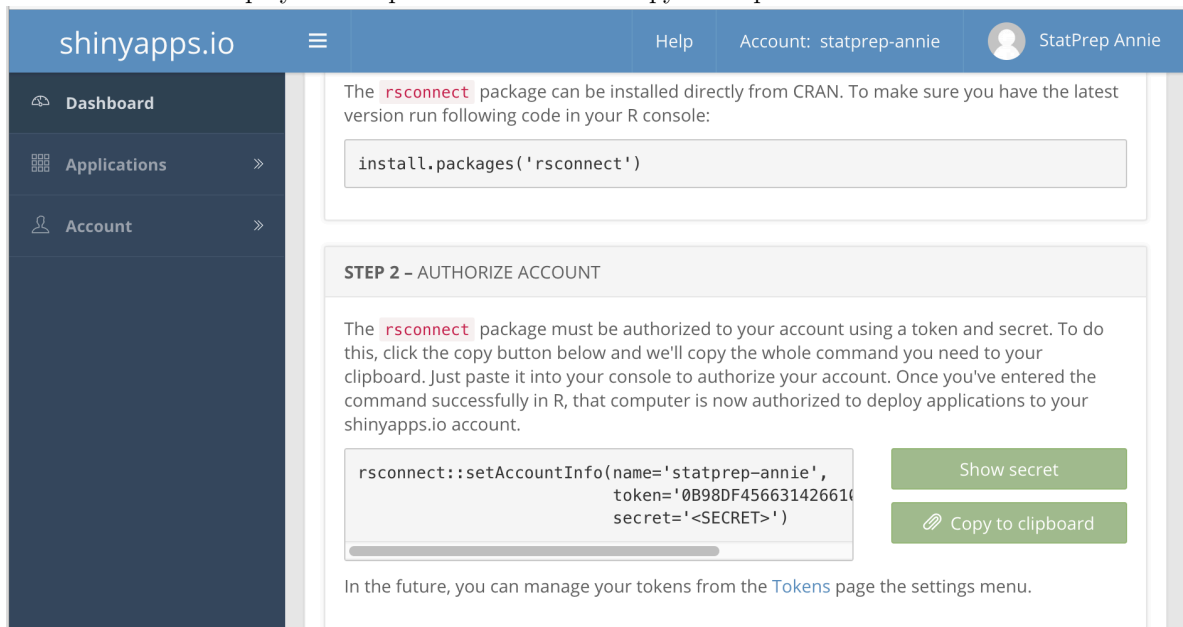 shinyapps.io
Help
Account: statprep-annie
StatPrep Annie
Dashboard
Applications
Account
The rsconnect package can be installed directly from CRAN. To make sure you have the latest
version run following code in your R console:
install.packages('rsconnect')
STEP 2 – AUTHORIZE ACCOUNT
The rsconnect package must be authorized to your account using a token and secret. To do
this, click the copy button below and we'll copy the whole command you need to your
clipboard. Just paste it into your console to authorize your account. Once you've entered the
command successfully in R, that computer is now authorized to deploy applications to your
shinyapps.io account.
rsconnect::setAccountInfo(name='statprep-annie',
token='0B98DF45663142661
secret='<SECRET>')
Show secret
Copy to clipboard
In the future, you can manage your tokens from the Tokens page the settings menu.